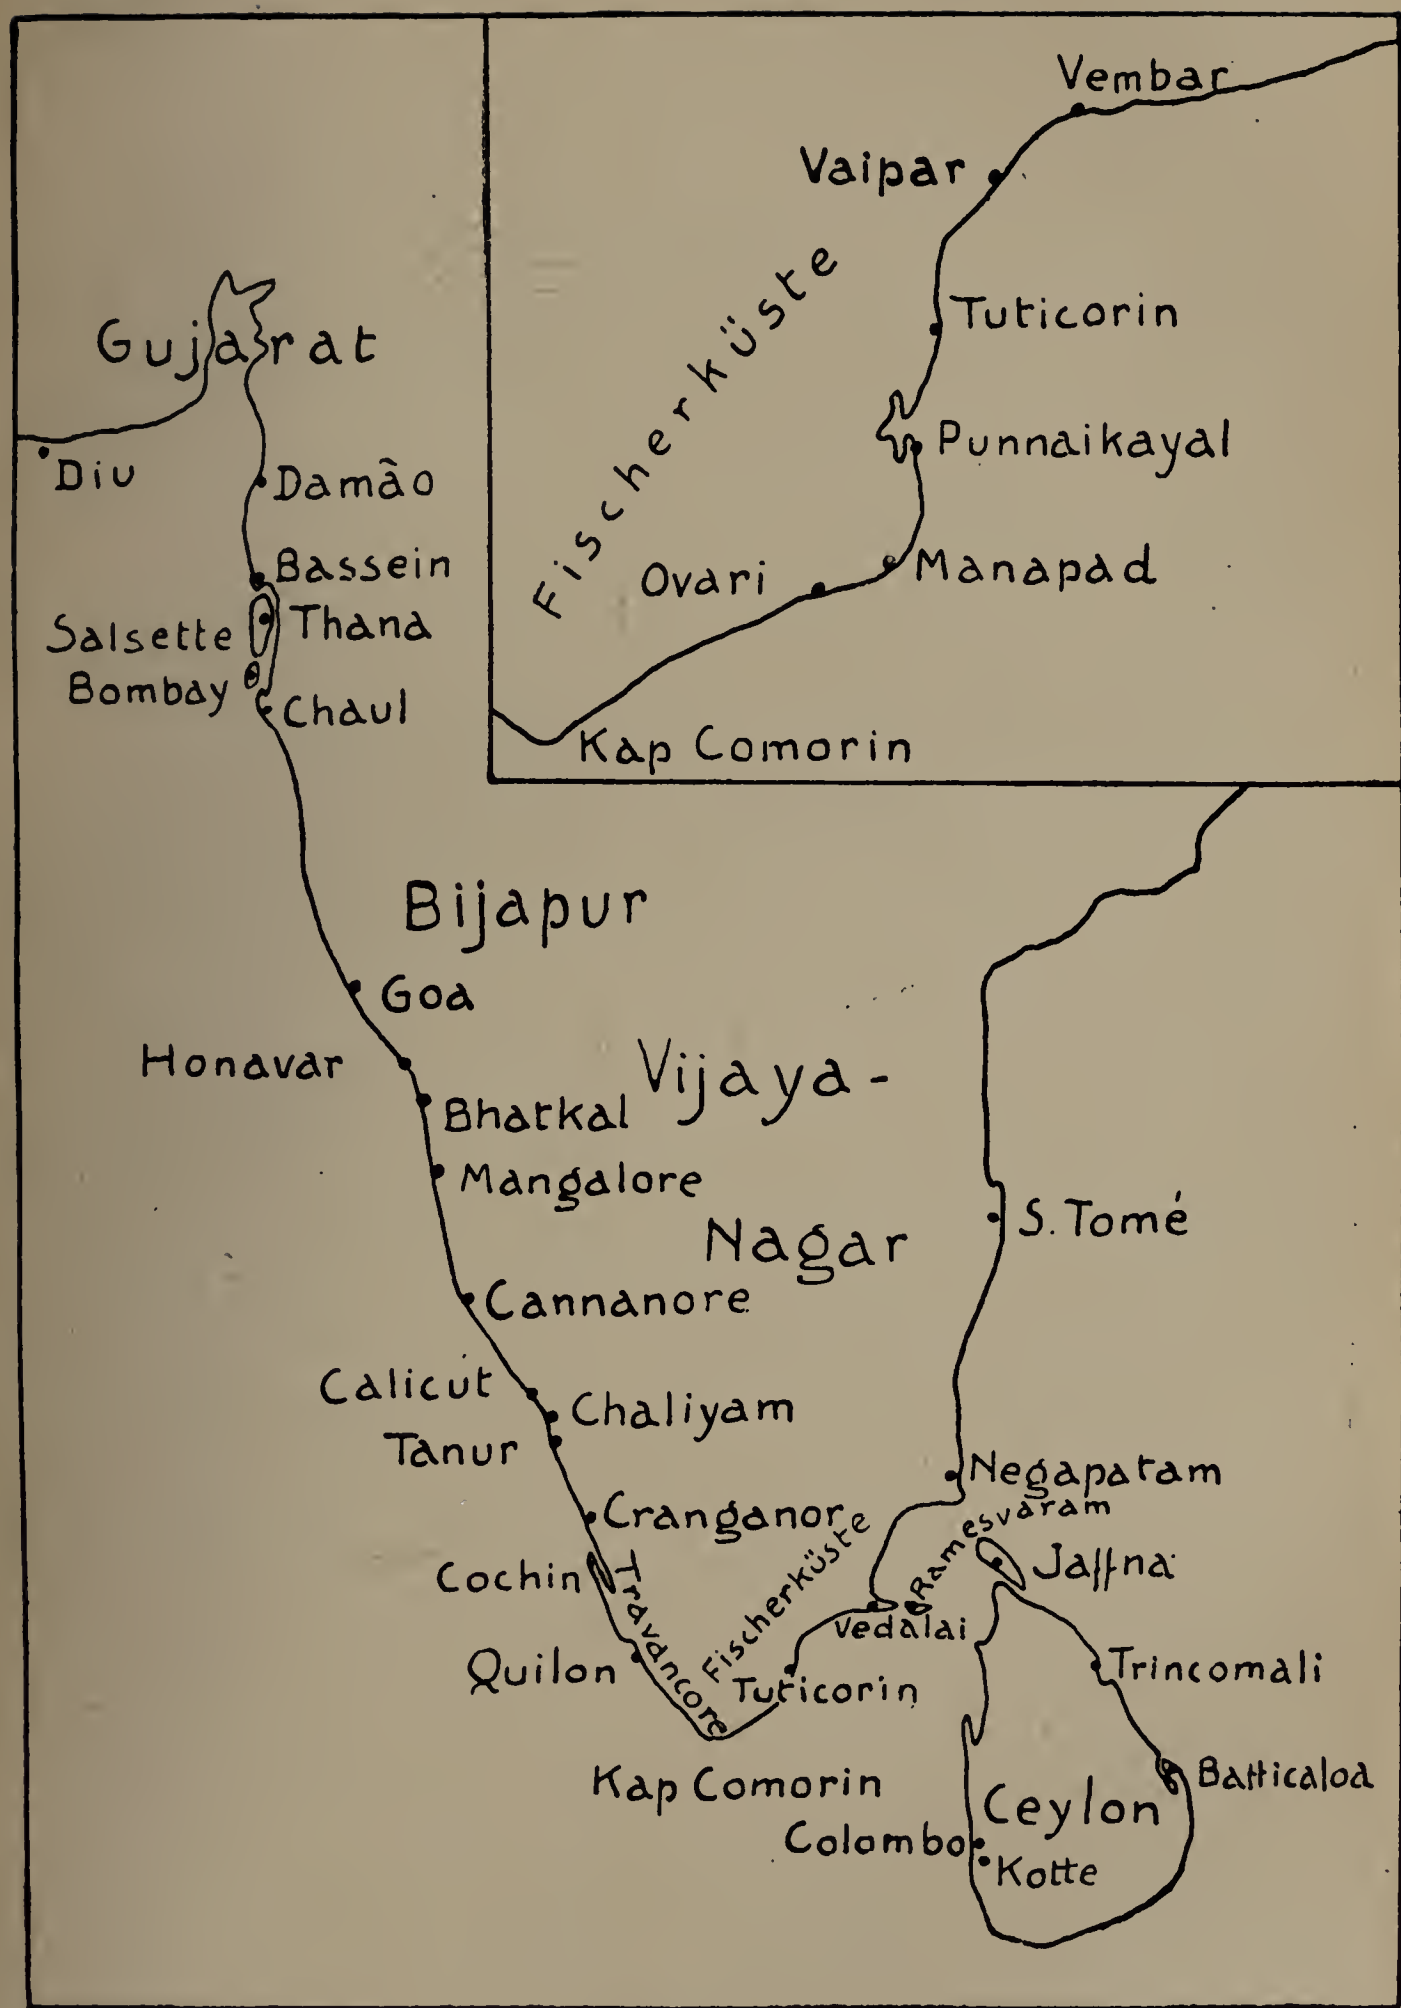 Vembar
Vaipar
Tuticorin
Fischerküste
Punnaikayal
Manapad
Ovari
Kap Comorin
Gujarat
Diu
Damão
Bassein
Thana
Salsette
Bombay
Chaul
Bijapur
Goa
Honavar
Vijaya-
Bhatkal
Mangalore
Nagar
S. Tomé
Cannanore
Calicut
Chaliyam
Tanur
Negapatam
Cranganore
Ramesvaram
Fischerküste
Jaffna
Cochin
Travancore
Vedalai
Quilon
Tuticorin
Trincomali
Kap Comorin
Batticaloa
Ceylon
Colombo
Kotte